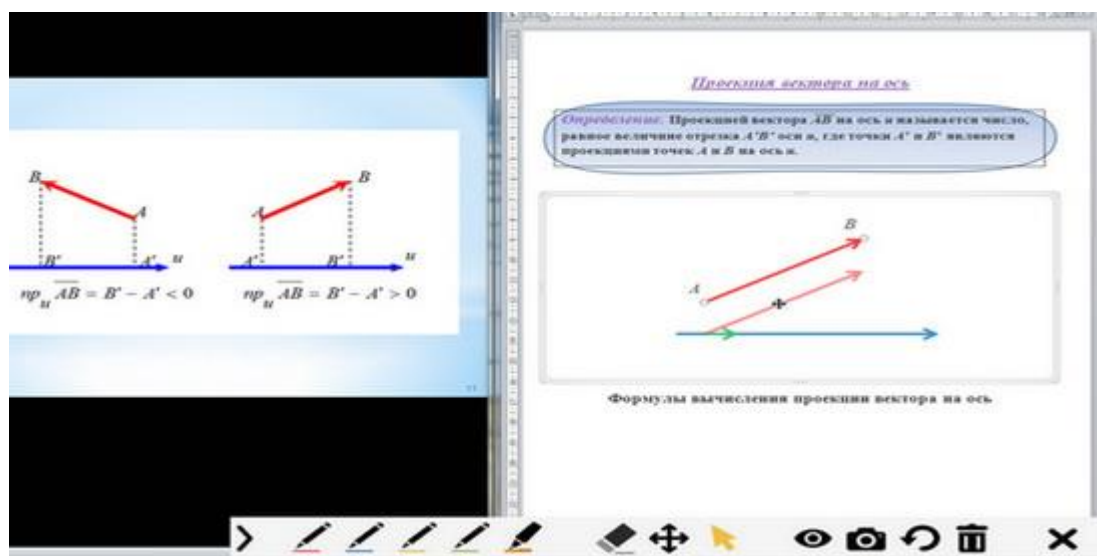 B
A
A
B
B'
A'
u
A'
B'
u
пр_u AB = B' − A' < 0
пр_u AB = B' − A' > 0
Проекция вектора на ось
Определение. Проекцией вектора AB на ось u называется число,
равное величине отрезка A'B' оси u, где точки A' и B' являются
проекциями точек A и B на ось u.
B
A
Формулы вычисления проекции вектора на ось